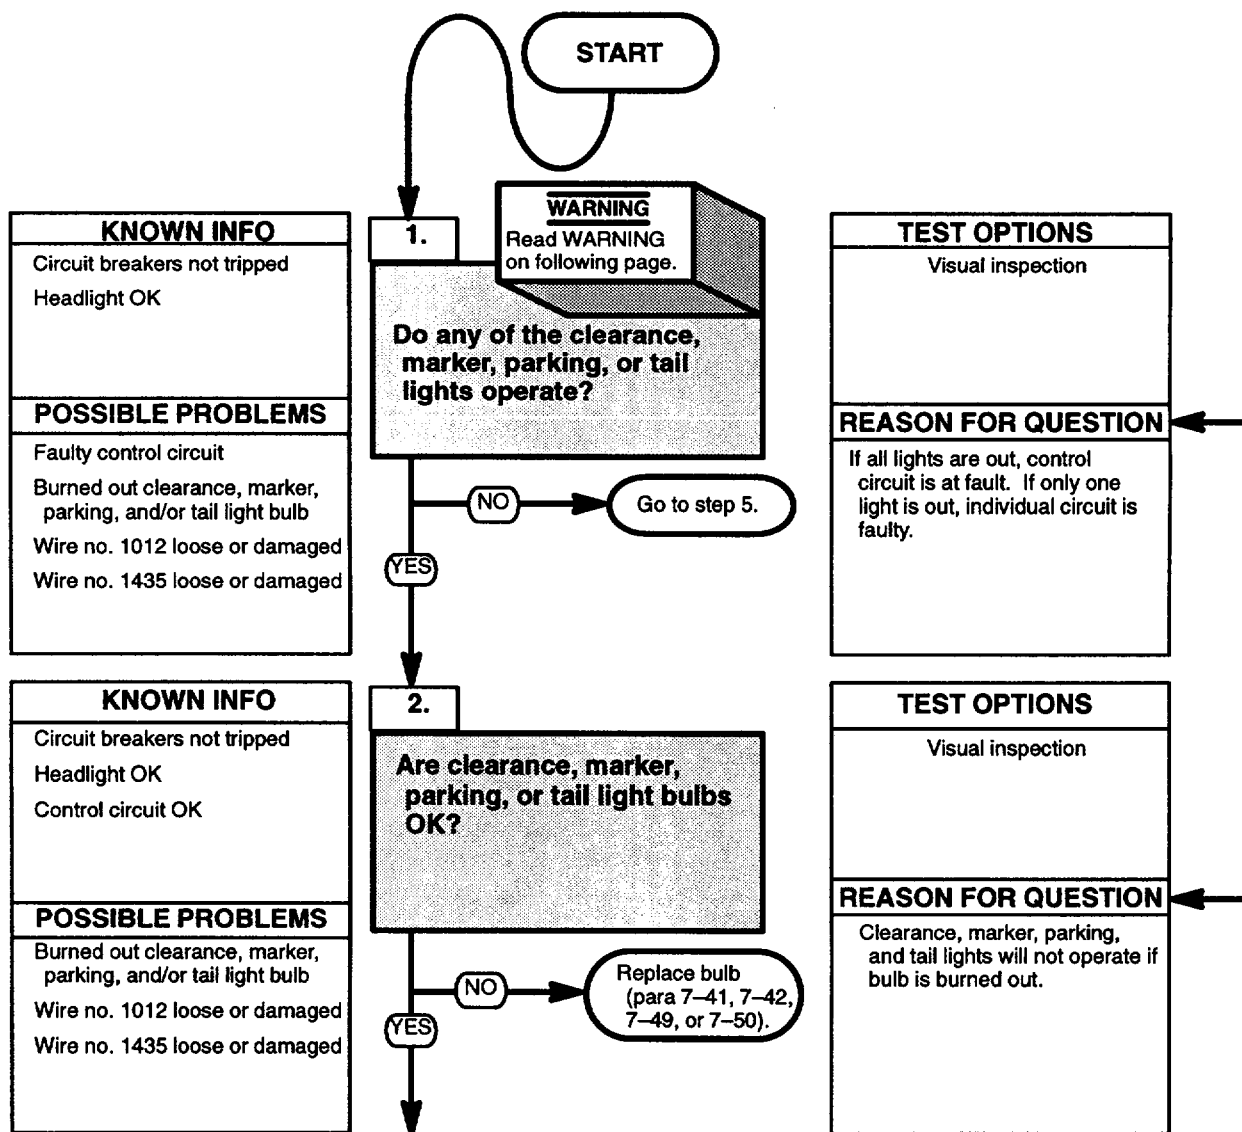 START
WARNING
Read WARNING
on following page.
KNOWN INFO
Circuit breakers not tripped
Headlight OK
POSSIBLE PROBLEMS
Faulty control circuit
Burned out clearance, marker,
parking, and/or tail light bulb
Wire no. 1012 loose or damaged
Wire no. 1435 loose or damaged
1.
Do any of the clearance,
marker, parking, or tail
lights operate?
NO
Go to step 5.
YES
TEST OPTIONS
Visual inspection
REASON FOR QUESTION
If all lights are out, control
circuit is at fault. If only one
light is out, individual circuit is
faulty.
KNOWN INFO
Circuit breakers not tripped
Headlight OK
Control circuit OK
POSSIBLE PROBLEMS
Burned out clearance, marker,
parking, and/or tail light bulb
Wire no. 1012 loose or damaged
Wire no. 1435 loose or damaged
2.
Are clearance, marker,
parking, or tail light bulbs
OK?
NO
Replace bulb
(para 7–41, 7–42,
7–49, or 7–50).
YES
TEST OPTIONS
Visual inspection
REASON FOR QUESTION
Clearance, marker, parking,
and tail lights will not operate if
bulb is burned out.